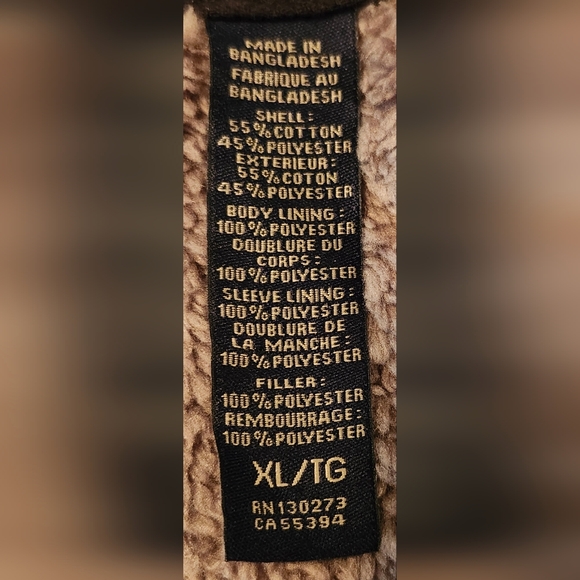 MADE IN
BANGLADESH
FABRIQUE AU
BANGLADESH
SHELL:
55%COTTON
45%POLYESTER
EXTERIEUR:
55%COTON
45%POLYESTER
BODY LINING:
100%POLYESTER
DOUBLURE DU
CORPS:
100%POLYESTER
SLEEVE LINING:
100%POLYESTER
DOUBLURE DE
LA MANCHE:
100%POLYESTER
FILLER:
100%POLYESTER
REMBOURRAGE:
100%POLYESTER
XL/TG
RN130273
CA55394